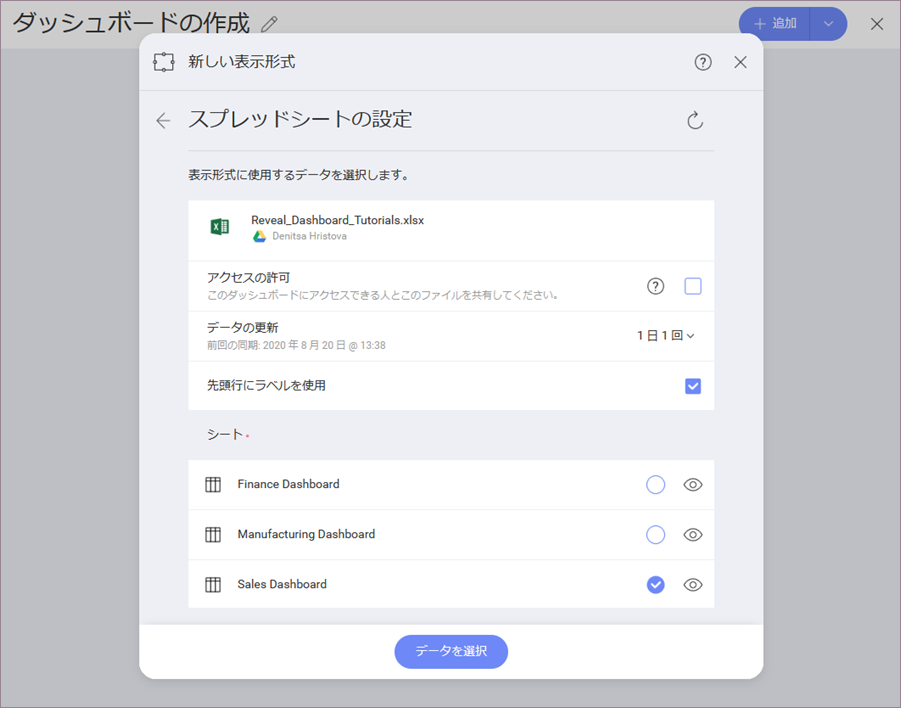 ダッシュボードの作成
追加
新しい表示形式
スプレッドシートの設定
表示形式に使用するデータを選択します。
Reveal_Dashboard_Tutorials.xlsx
Denitsa Hristova
アクセスの許可
このダッシュボードにアクセスできる人とこのファイルを共有してください。
データの更新
1 日 1 回
前回の同期: 2020 年 8 月 20 日 @ 13:38
先頭行にラベルを使用
シート *
Finance Dashboard
Manufacturing Dashboard
Sales Dashboard
データを選択